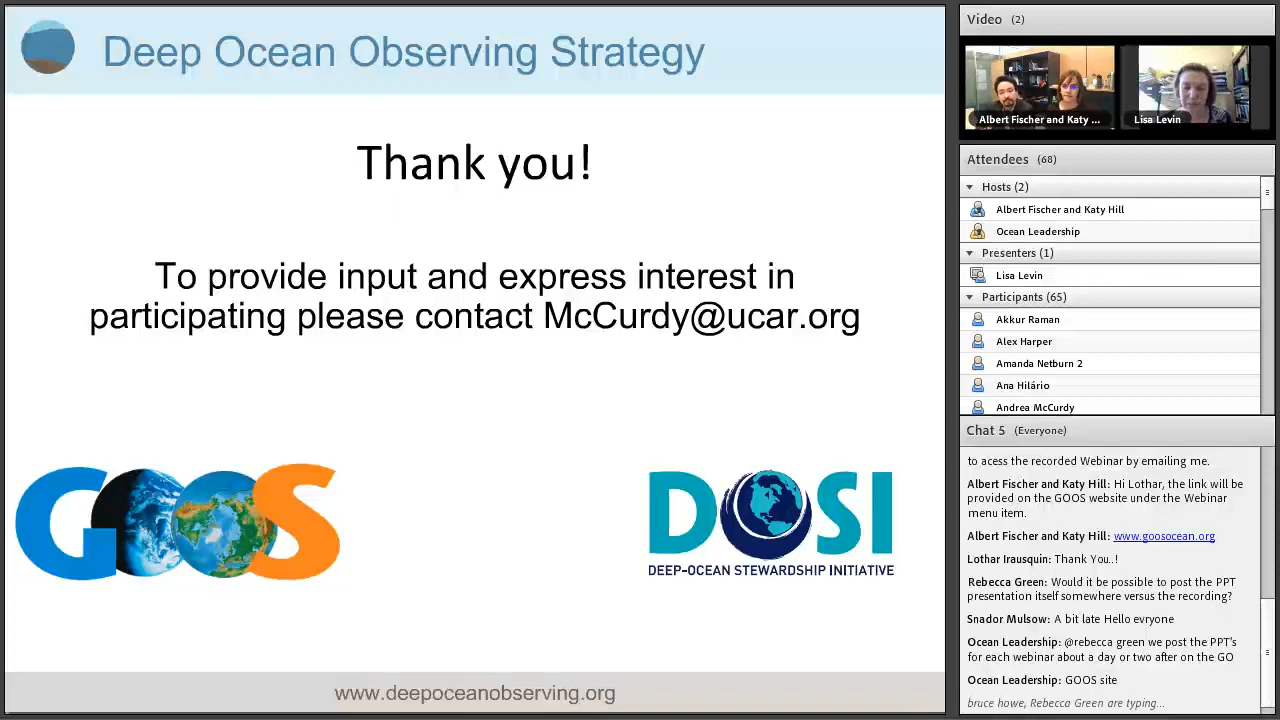 Deep Ocean Observing Strategy
Thank you!
To provide input and express interest in
participating please contact McCurdy@ucar.org
GOOS
DOSI
DEEP-OCEAN STEWARDSHIP INITIATIVE
www.deepoceanobserving.org
Video (2)
Albert Fischer and Katy ...
Lisa Levin
Attendees (68)
Hosts (2)
Albert Fischer and Katy Hill
Ocean Leadership
Presenters (1)
Lisa Levin
Participants (65)
Akkur Raman
Alex Harper
Amanda Netburn 2
Ana Hilário
Andrea McCurdy
Chat 5 (Everyone)
to acess the recorded Webinar by emailing me.
Albert Fischer and Katy Hill: Hi Lothar, the link will be
provided on the GOOS website under the Webinar
menu item.
Albert Fischer and Katy Hill: www.goosocean.org
Lothar Irausquin: Thank You..!
Rebecca Green: Would it be possible to post the PPT
presentation itself somewhere versus the recording?
Snador Mulsow: A bit late Hello evryone
Ocean Leadership: @rebecca green we post the PPT's
for each webinar about a day or two after on the GO
Ocean Leadership: GOOS site
bruce howe, Rebecca Green are typing...